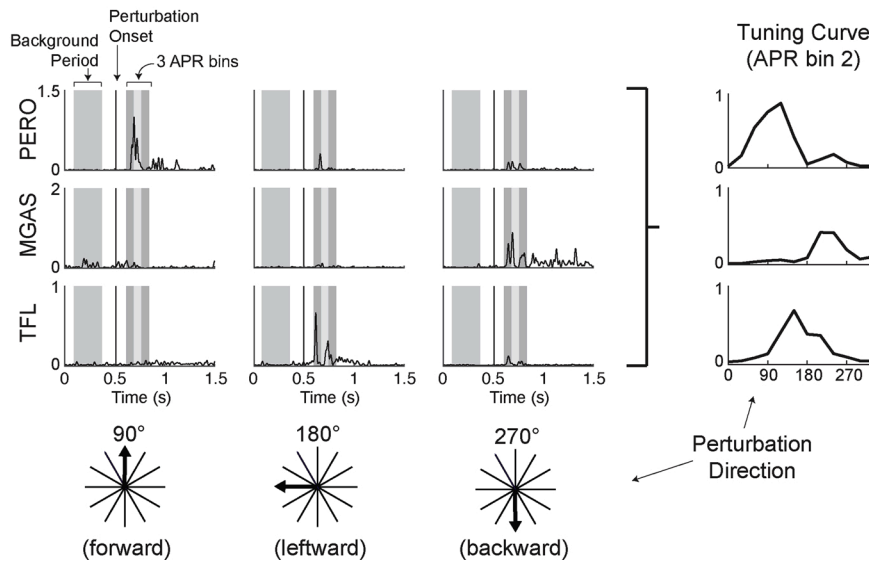 Perturbation
Onset
Background
Period
3 APR bins
Tuning Curve
(APR bin 2)
PERO
1.5
0
1
0
MGAS
2
0
1
0
TFL
1
0
0 0.5 1 1.5
Time (s)
0 0.5 1 1.5
Time (s)
0 0.5 1 1.5
Time (s)
1
0
0 90 180 270
90°
(forward)
180°
(leftward)
270°
(backward)
Perturbation
Direction